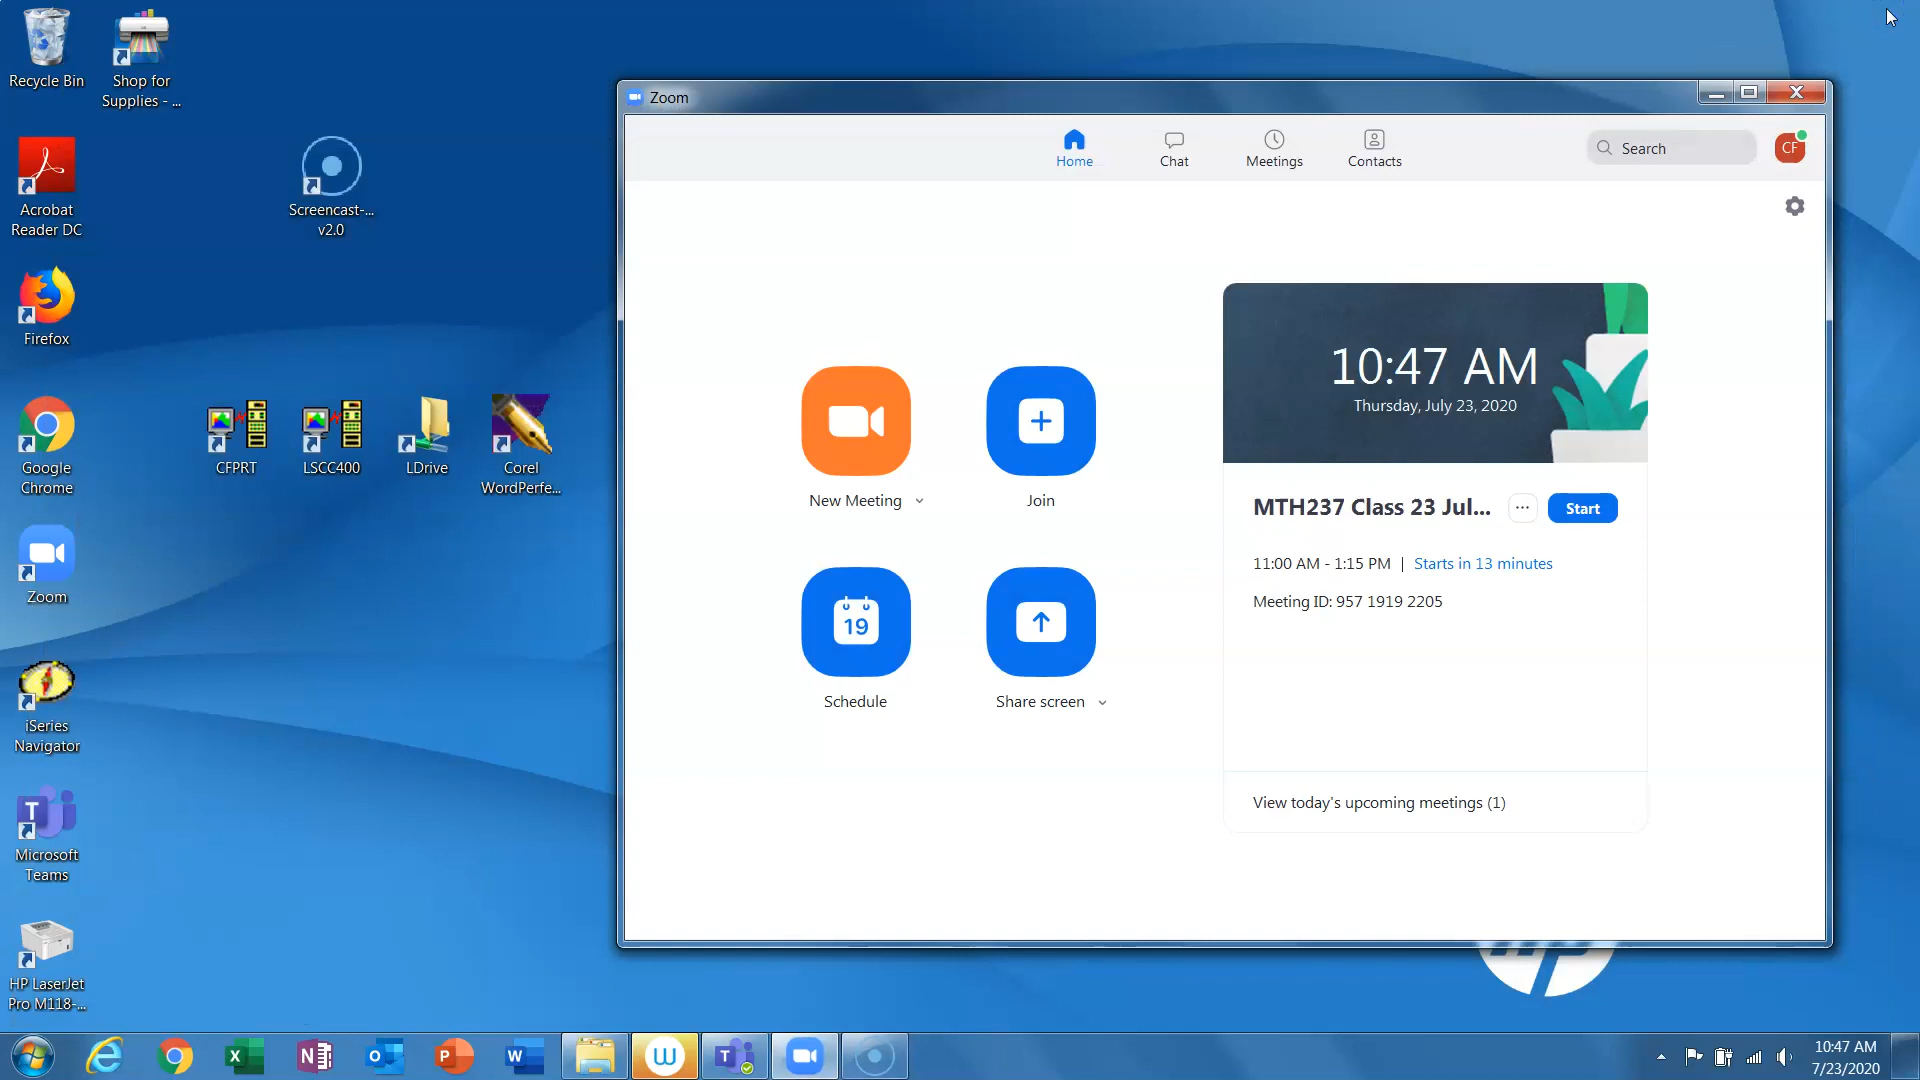 Recycle Bin
Shop for
Supplies - ...
Acrobat
Reader DC
Screencast-...
v2.0
Firefox
Google
Chrome
CFPRT
LSCC400
LDrive
Corel
WordPerfe...
Zoom
iSeries
Navigator
Microsoft
Teams
HP LaserJet
Pro M118-...
Zoom
Home
Chat
Meetings
Contacts
Search
CF
New Meeting
Join
19
Schedule
Share screen
10:47 AM
Thursday, July 23, 2020
MTH237 Class 23 Jul...
Start
11:00 AM - 1:15 PM | Starts in 13 minutes
Meeting ID: 957 1919 2205
View today's upcoming meetings (1)
hp
10:47 AM
7/23/2020